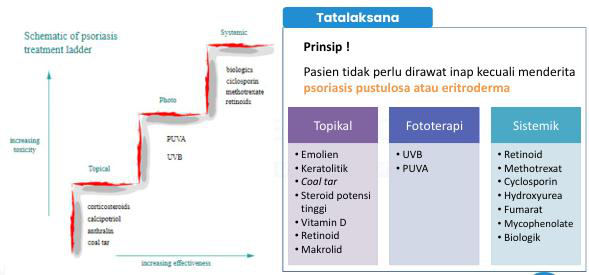 Schematic of psoriasis
treatment ladder
Systemic
biologics
ciclosporin
methotrexate
retinoids
Photo
PUVA
UVB
increasing
toxicity
Topical
corticosteroids
calcipotriol
anthralin
coal tar
increasing effectiveness
Tatalaksana
Prinsip !
Pasien tidak perlu dirawat inap kecuali menderita
psoriasis pustulosa atau eritroderma
Topikal
• Emolien
• Keratolitik
• Coal tar
• Steroid potensi
tinggi
• Vitamin D
• Retinoid
• Makrolid
Fototerapi
• UVB
• PUVA
Sistemik
• Retinoid
• Methotrexat
• Cyclosporin
• Hydroxyurea
• Fumarat
• Mycophenolate
• Biologik